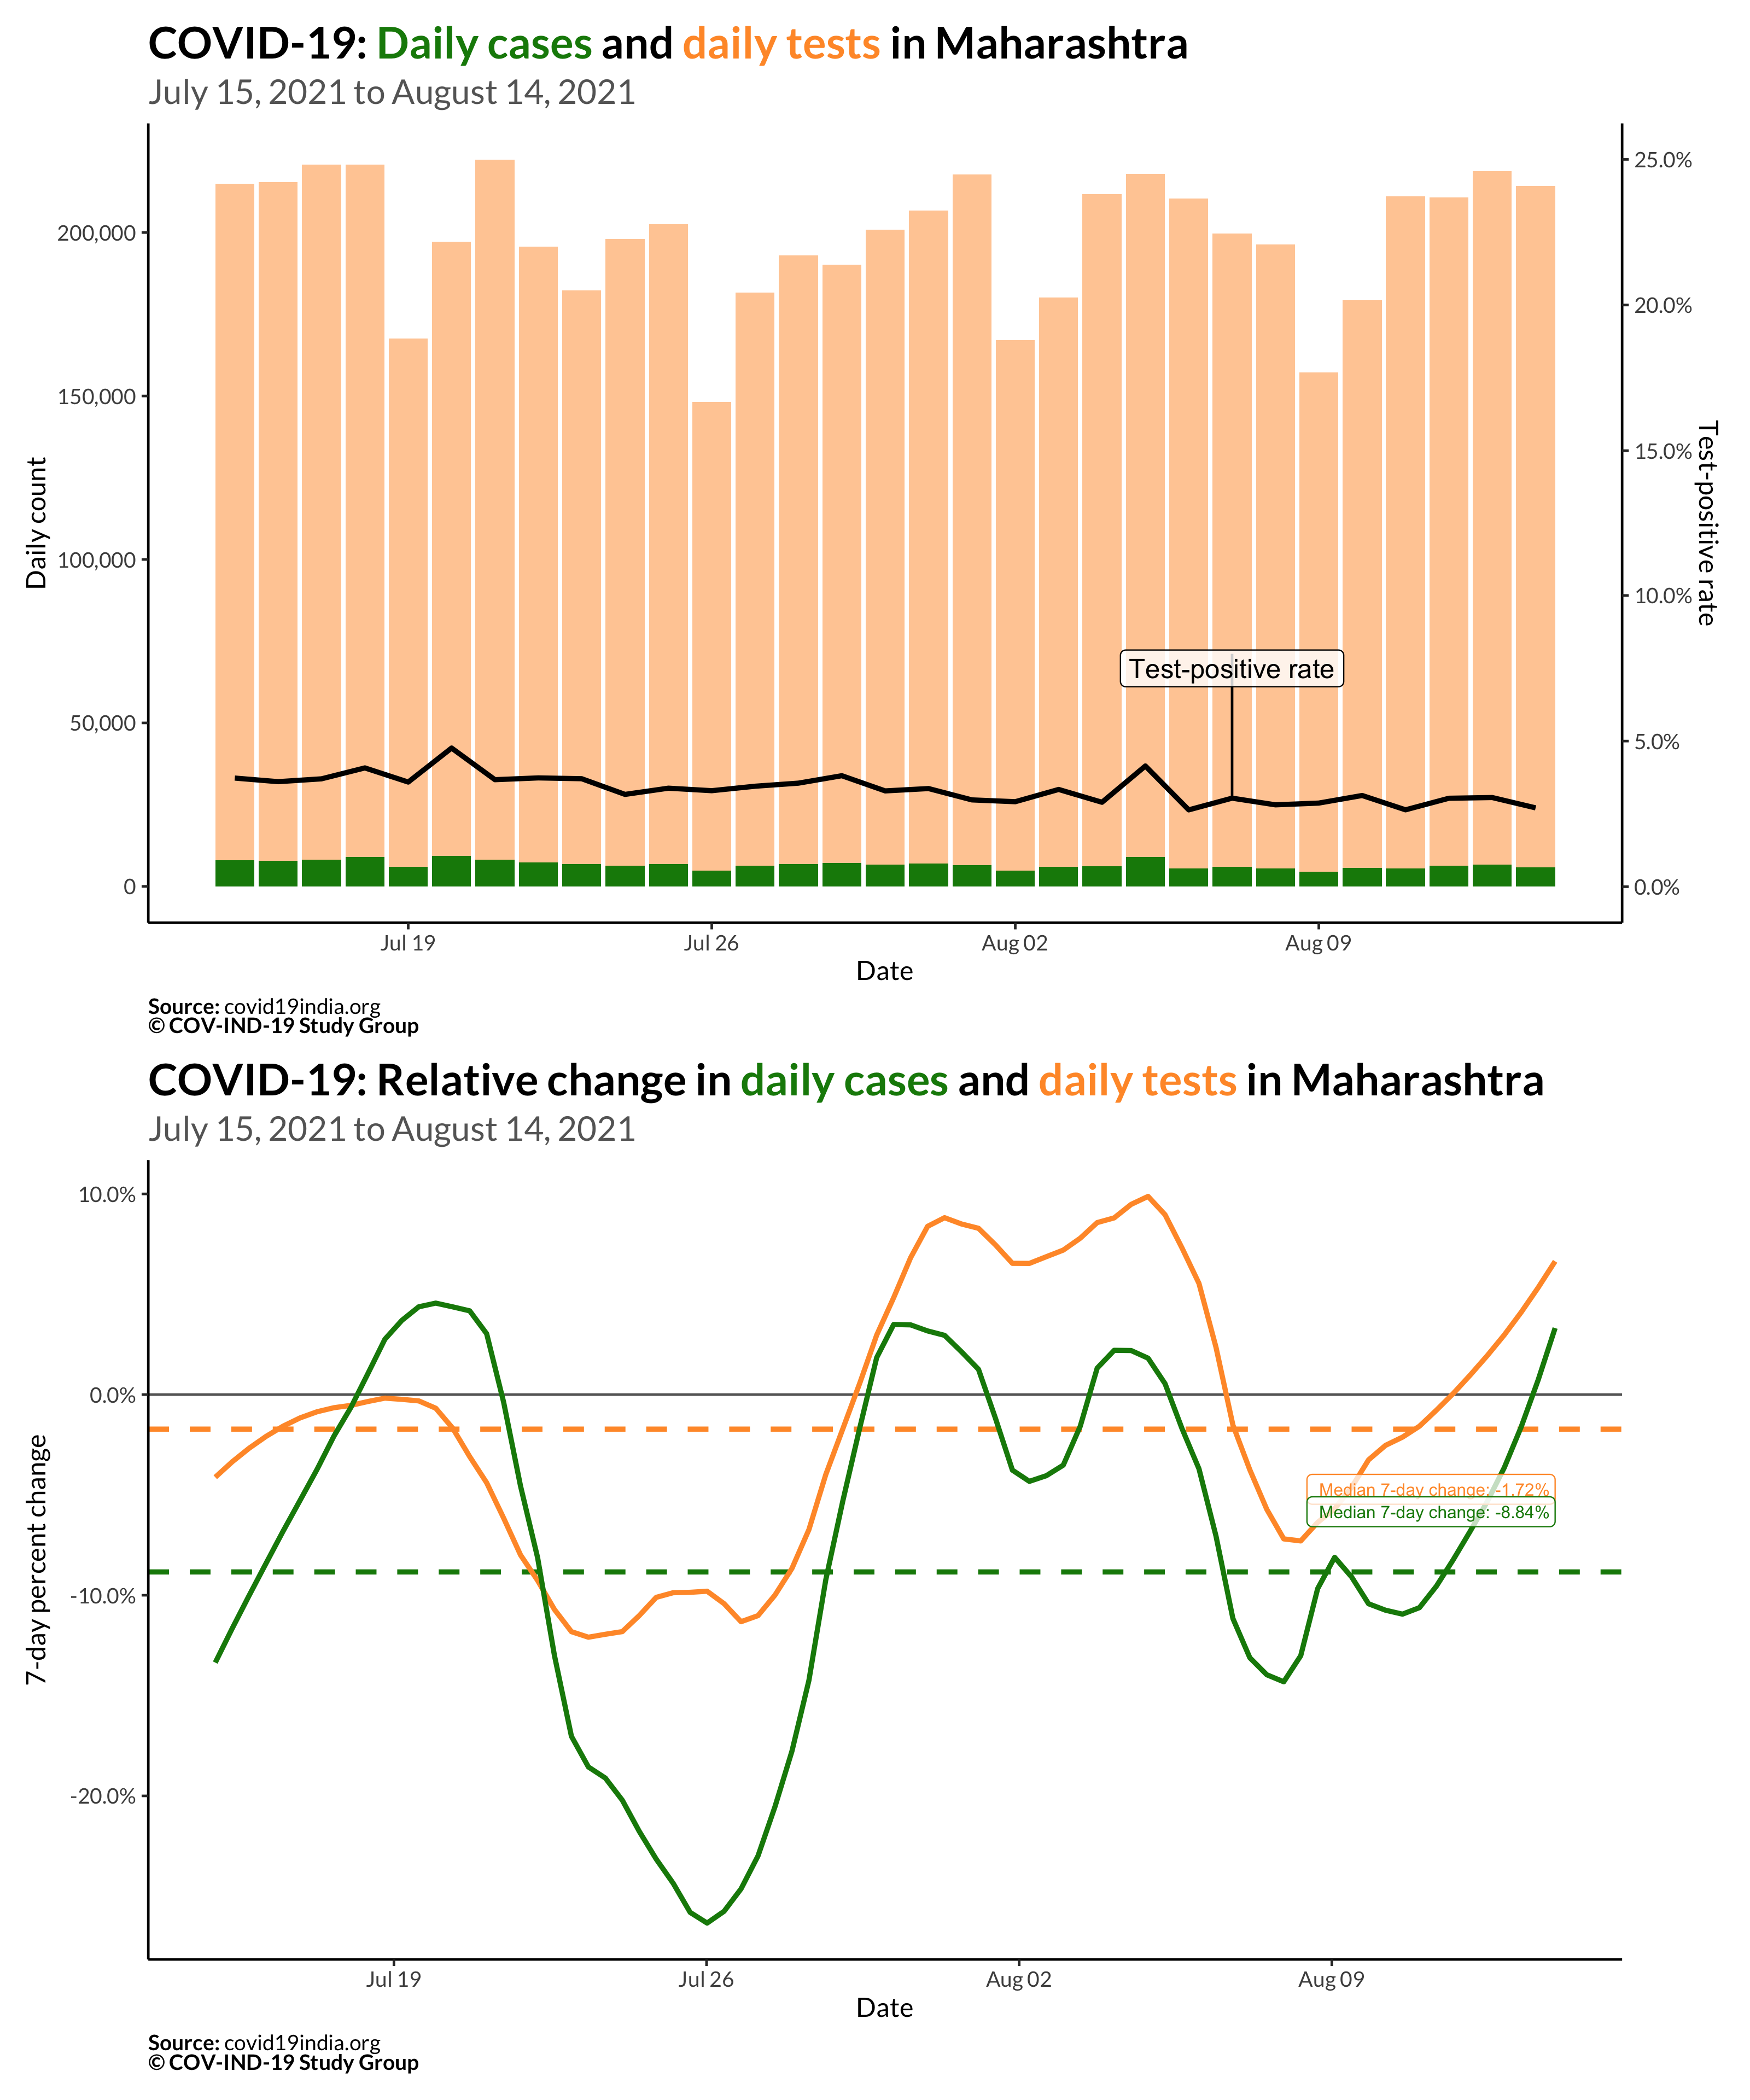 COVID-19: Daily cases and daily tests in Maharashtra
July 15, 2021 to August 14, 2021
Daily count
200,000
150,000
100,000
50,000
0
25.0%
20.0%
15.0%
10.0%
5.0%
0.0%
Test-positive rate
Test-positive rate
Jul 19
Jul 26
Aug 02
Aug 09
Date
Source: covid19india.org
© COV-IND-19 Study Group
COVID-19: Relative change in daily cases and daily tests in Maharashtra
July 15, 2021 to August 14, 2021
7-day percent change
10.0%
0.0%
-10.0%
-20.0%
Median 7-day change: -1.72%
Median 7-day change: -8.84%
Jul 19
Jul 26
Aug 02
Aug 09
Date
Source: covid19india.org
© COV-IND-19 Study Group